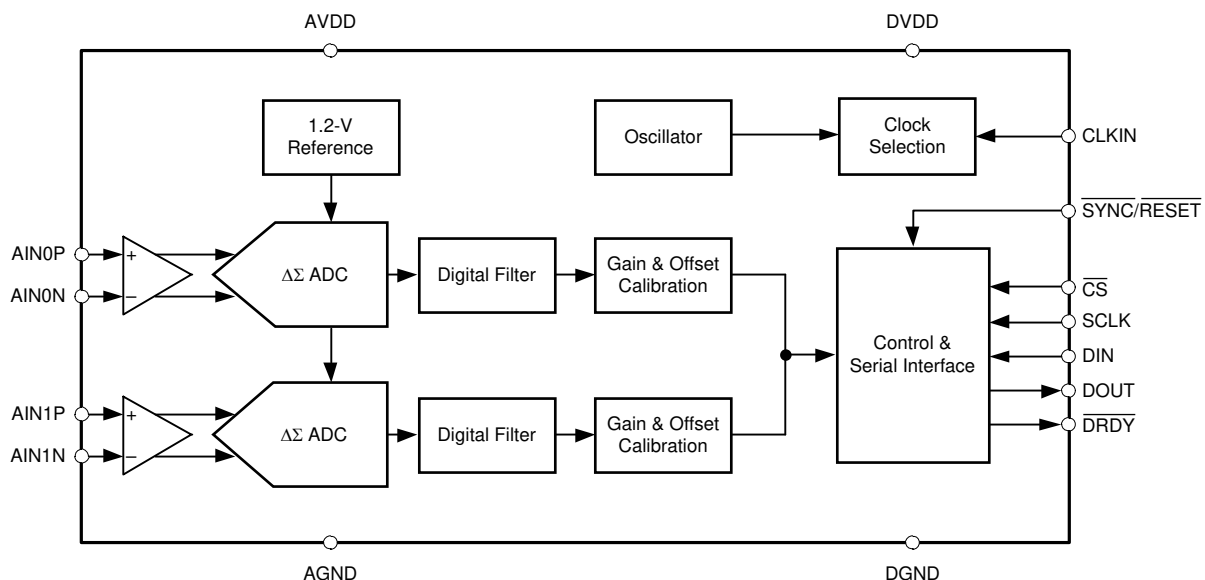 AVDD
DVDD
1.2-V
Reference
Oscillator
Clock
Selection
CLKIN
SYNC/RESET
AIN0P
AIN0N
+
−
ΔΣ ADC
Digital Filter
Gain & Offset
Calibration
Control &
Serial Interface
CS
SCLK
DIN
DOUT
DRDY
AIN1P
AIN1N
+
−
ΔΣ ADC
Digital Filter
Gain & Offset
Calibration
AGND
DGND